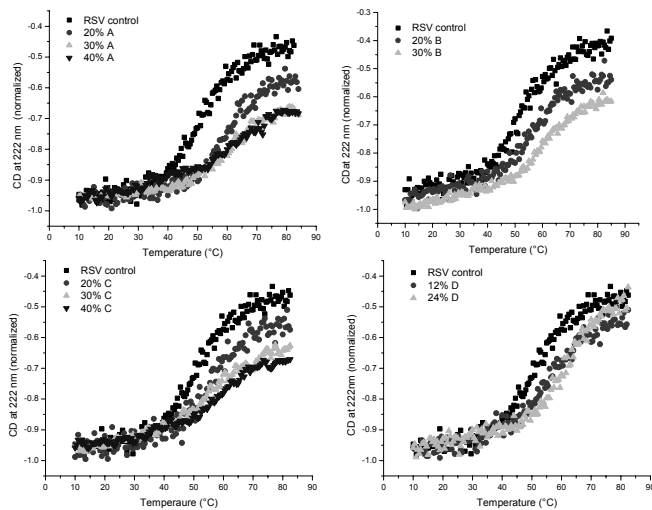 RSV control
20% A
30% A
40% A
-0.4
-0.5
-0.6
-0.7
-0.8
-0.9
-1.0
CD at 222 nm (normalized)
0 10 20 30 40 50 60 70 80 90
Temperature (°C)
RSV control
20% B
30% B
-0.3
-0.4
-0.5
-0.6
-0.7
-0.8
-0.9
-1.0
CD at 222 nm (normalized)
0 10 20 30 40 50 60 70 80 90
Temperature (°C)
RSV control
20% C
30% C
40% C
-0.4
-0.5
-0.6
-0.7
-0.8
-0.9
-1.0
CD at 222 nm (normalized)
0 10 20 30 40 50 60 70 80 90
Temperaure (°C)
RSV control
12% D
24% D
-0.4
-0.5
-0.6
-0.7
-0.8
-0.9
-1.0
CD at 222nm (normalized)
0 10 20 30 40 50 60 70 80 90
Temperature (°C)